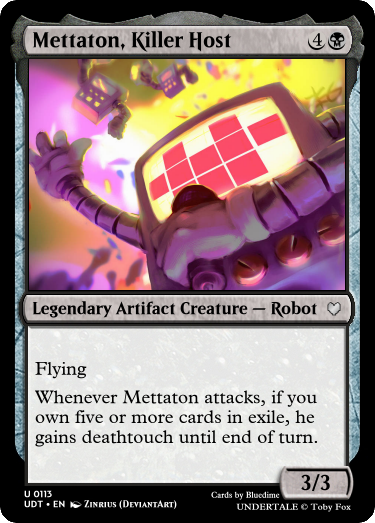 Mettaton, Killer Host 4
Legendary Artifact Creature — Robot
Flying
Whenever Mettaton attacks, if you
own five or more cards in exile, he
gains deathtouch until end of turn.
3/3
U 0113
UDT • EN Zinrius (DeviantArt)
Cards by Bluedime
UNDERTALE © Toby Fox